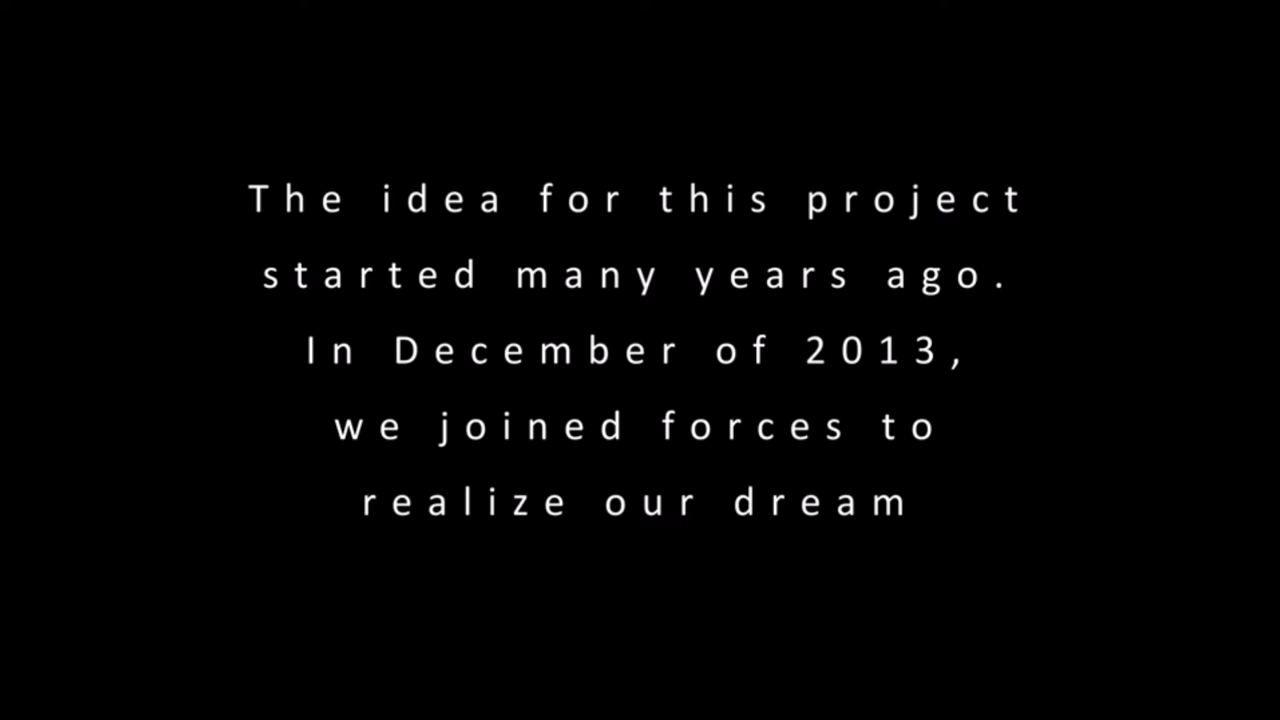 The idea for this project
started many years ago.
In December of 2013,
we joined forces to
realize our dream